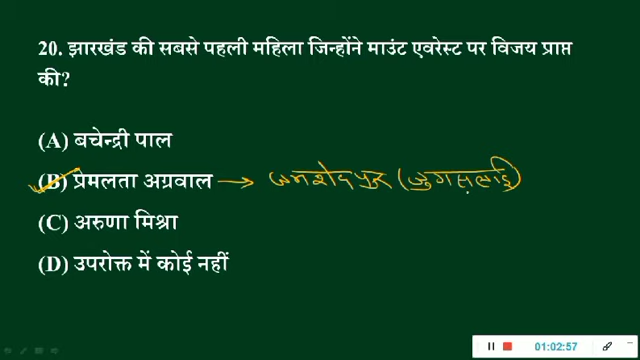 20. झारखंड की सबसे पहली महिला जिन्होंने माउंट एवरेस्ट पर विजय प्राप्त
की?
(A) बचेन्द्री पाल
(B) प्रेमलता अग्रवाल → जमशेदपुर (जुगसलाई)
(C) अरुणा मिश्रा
(D) उपरोक्त में कोई नहीं
01:02:57